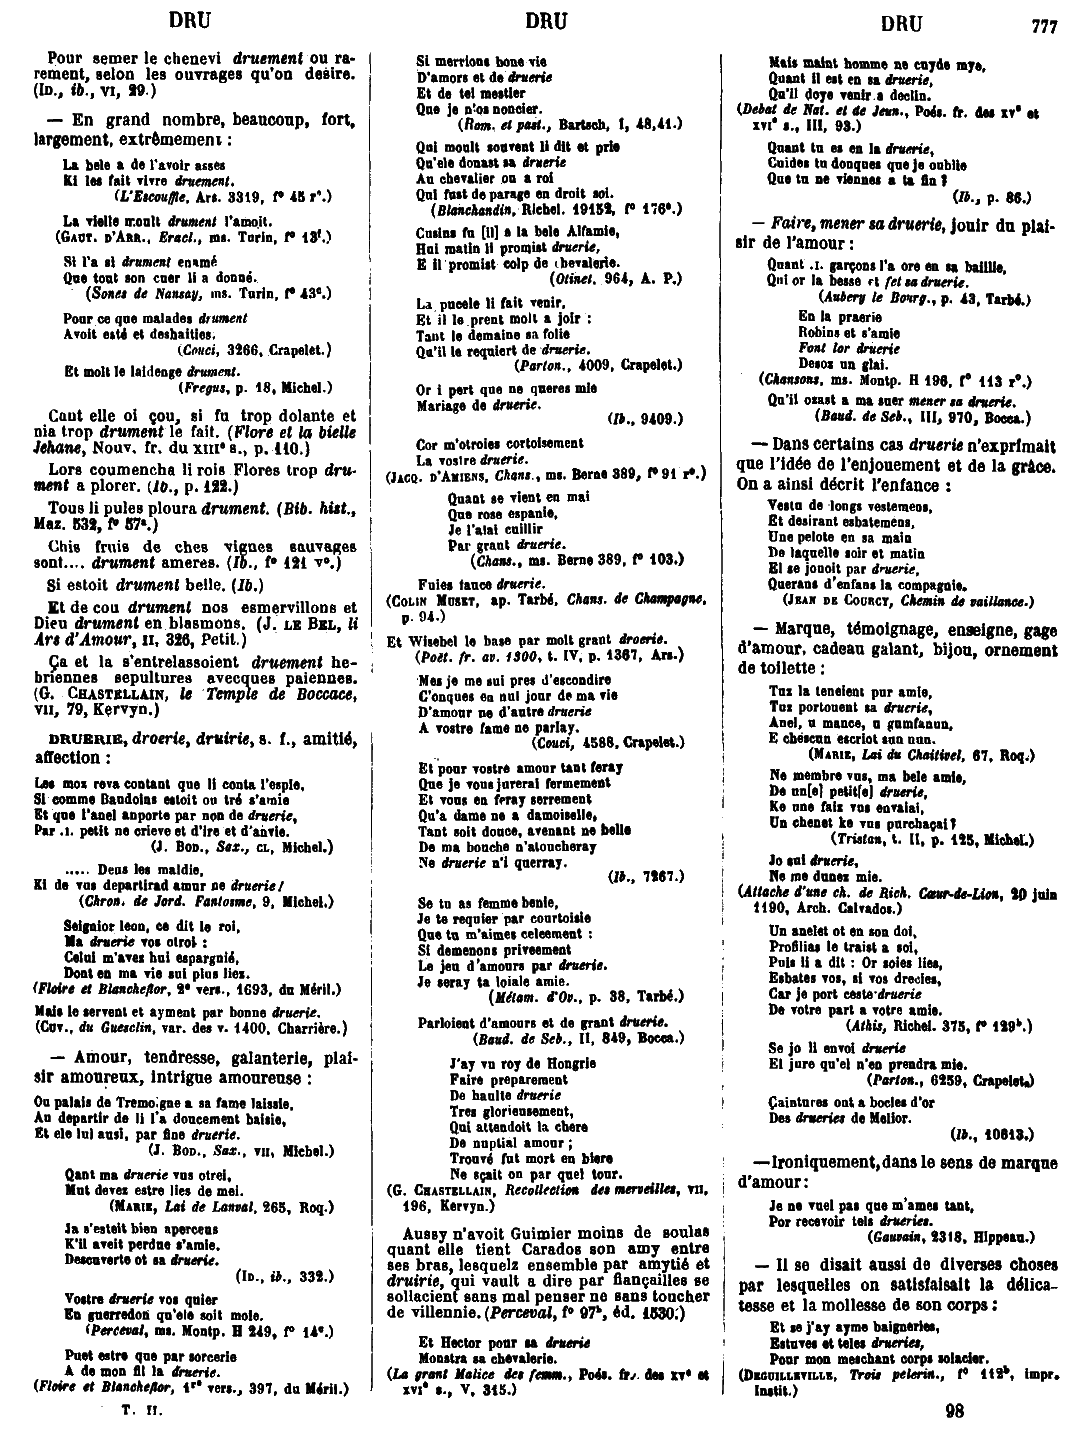 DRU
DRU
DRU
777
Pour semer le chenevi druement ou ra-
rement, selon les ouvrages qu'on desire.
(ID., ib., VI, 29.)
— En grand nombre, beaucoup, fort,
largement, extrêmement :
La bele a de l'avoir asses
Ki les fait vivre druement.
(L'Escouffle, Ars. 3319, f° 45 r°.)
La vielle moult drument l'amoit.
(GAUT. D'ARR., Eracl., ms. Turin, f° 13f.)
Si l'a si drument enamé
Que tout son cuer li a donné.
(Sones de Nansay, ms. Turin, f° 43c.)
Pour ce que malades drument
Avoit esté et deshaities.
(Couci, 3266, Crapelet.)
Et molt le laidenge drument.
(Fregus, p. 18, Michel.)
Caut elle oi çou, si fu trop dolante et
nia trop drument le fait. (Flore et la bielle
Jehane, Nouv. fr. du XIIIe s., p. 110.)
Lors coumencha li rois Flores trop dru-
ment a plorer. (Ib., p. 122.)
Tous li pules ploura drument. (Bib. hist.,
Maz. 532, f° 57a.)
Chis fruis de ches vignes sauvages
sont.... drument ameres. (Ib., f° 121 v°.)
Si estoit drument belle. (Ib.)
Et de cou drument nos esmervillons et
Dieu drument en blasmons. (J. LE BEL, li
Ars d'Amour, II, 326, Petit.)
Ça et la s'entrelassoient druement he-
briennes sepultures avecques paiennes.
(G. CHASTELLAIN, le Temple de Boccace,
VII, 79, Kervyn.)
DRUERIE, droerie, druirie, s. f., amitié,
affection :
Les moz reva contant que li conta l'espie,
Si comme Baudoins estoit ou tré s'amie
Et que l'anel anporte par non de druerie,
Par .I. petit ne crieve et d'ire et d'anvie.
(J. BOD., Sax., CL, Michel.)
..... Deus les maldie,
Ki de vus departirad amur ne druerie!
(Chron. de Jord. Fantosme, 9, Michel.)
Seignior leon, ce dit le roi,
Ma druerie vos otroi :
Celui m'aves hui espargnié,
Dont en ma vie sui plus liez.
(Floire et Blancheflor, 2e vers., 1693, du Méril.)
Mais le servent et ayment par bonne druerie.
(CUV., du Guesclin, var. des v. 1400, Charrière.)
— Amour, tendresse, galanterie, plai-
sir amoureux, intrigue amoureuse :
Ou palais de Tremoigne a sa fame laissie,
Au departir de li l'a doucement baisie,
Et ele lui ausi, par fine druerie.
(J. BOD., Sax., VII, Michel.)
Qant ma druerie vus otrei,
Mut devez estre lies de mei.
(MARIE, Lai de Lanval, 265, Roq.)
Ja s'esteit bien aperceus
K'il aveit perdue s'amie.
Descuverte ot sa druerie.
(ID., ib., 332.)
Vostre druerie vos quier
En guerredon qu'ele soit moie.
(Perceval, ms. Montp. H 249, f° 14c.)
Puet estre que par sorcerie
A de mon fil la druerie.
(Floire et Blancheflor, 1re vers., 397, du Méril.)
T. II.
Si merrions bone vie
D'amors et de druerie
Et de tel mestier
Que je n'os noncier.
(Rom. et past., Bartsch, I, 48,41.)
Qui moult souvent li dit et prie
Qu'ele donast sa druerie
Au chevalier ou a roi
Qui fust de parage en droit soi.
(Blanchandin, Richel. 19152, f° 176a.)
Cusins fu [li] a la bele Alfamie,
Hui matin li promist druerie,
E il promist colp de chevalerie.
(Otinel, 964, A. P.)
La pucele li fait venir,
Et il le prent molt a joir :
Tant le demaine sa folie
Qu'il le requiert de druerie.
(Parton., 4009, Crapelet.)
Or i pert que ne queres mie
Mariage de druerie.
(Ib., 9409.)
Cor m'otroies cortoisement
La vostre druerie.
(JACQ. D'AMIENS, Chans., ms. Berne 389, f° 91 r°.)
Quant se vient en mai
Que rose espanie,
Je l'alai cuillir
Par grant druerie.
(Chans., ms. Berne 389, f° 103.)
Fuies tance druerie.
(COLIN MUSET, ap. Tarbé, Chans. de Champagne,
p. 94.)
Et Wisebel le base par molt grant droerie.
(Poët. fr. av. 1300, t. IV, p. 1367, Ars.)
Mes je me sui pres d'escondire
C'onques en nul jour de ma vie
D'amour ne d'autre druerie
A vostre fame ne parlay.
(Couci, 4588, Crapelet.)
Et pour vostre amour tant feray
Que je vous jureral fermement
Et vous en feray serrement
Qu'a dame ne a damoiselle,
Tant soit douce, avenant ne belle
De ma bouche n'atoucheray
Ne druerie n'i querray.
(Ib., 7267.)
Se tu as femme benie,
Je te requier par courtoisie
Que tu m'aimes celeement :
Si demenons priveement
Le jeu d'amours par druerie.
Je seray ta loiale amie.
(Métam. d'Ov., p. 38, Tarbé.)
Parloient d'amours et de grant druerie.
(Baud. de Seb., II, 849, Bocca.)
J'ay vu roy de Hongrie
Faire preparement
De haulte druerie
Tres glorieusement,
Qui attendoit la chere
De nuptial amour ;
Trouvé fut mort en biere
Ne sçait on par quel tour.
(G. CHASTELLAIN, Recollection des merveilles, VII,
196, Kervyn.)
Aussy n'avoit Guimier moins de soulas
quant elle tient Carados son amy entre
ses bras, lesquelz ensemble par amytié et
druirie, qui vault a dire par fiançailles se
sollacient sans mal penser ne sans toucher
de villennie. (Perceval, f° 97b, éd. 1530.)
Et Hector pour sa druerie
Monstra sa chevalerie.
(La grant Malice des femm., Poés. fr. des XVe et
XVIe s., V, 315.)
Mais maint homme ne cuyde mye,
Quant il est en sa druerie,
Qu'il doye venir a declin.
(Debat de Nat. et de Jeun., Poés. fr. des XVe et
XVIe s., III, 93.)
Quant tu es en la druerie,
Cuides tu donques que je oublie
Que tu ne viennes a ta fin ?
(Ib., p. 86.)
— Faire, mener sa druerie, jouir du plai-
sir de l'amour :
Quant .I. garçons l'a ore en sa baillie,
Qui or la besse et fet sa druerie.
(Aubery le Bourg., p. 43, Tarbé.)
En la praerie
Robins et s'amie
Font lor druerie
Desoz un glai.
(Chansons, ms. Montp. H 196, f° 113 r°.)
Qu'il osast a ma suer mener sa druerie.
(Baud. de Seb., III, 970, Bocca.)
— Dans certains cas druerie n'exprimait
que l'idée de l'enjouement et de la grâce.
On a ainsi décrit l'enfance :
Vestu de longs vestemens,
Et desirant esbatemens,
Une pelote en sa main
De laquelle soir et matin
El se jouoit par druerie,
Querans d'enfans la compagnie.
(JEAN DE COURCY, Chemin de vaillance.)
— Marque, témoignage, enseigne, gage
d'amour, cadeau galant, bijou, ornement
de toilette :
Tuz la teneient pur amie,
Tuz portouent sa druerie,
Anel, u mance, u gumfanun,
E chescun escriot sun nun.
(MARIE, Lai du Chaitivel, 67, Roq.)
Ne membre vus, ma bele amie,
De un[e] petit[e] druerie,
Ke une faiz vus envaiai,
Un chenet ke vus purchaçai ?
(Tristan, t. II, p. 125, Michel.)
Jo sui druerie,
Ne me dunez mie.
(Attache d'une ch. de Rich. Cœur-de-Lion, 20 juin
1190, Arch. Calvados.)
Un anelet ot en son doi,
Profilias le traist a soi,
Puis li a dit : Or soies lies,
Esbates vos, si vos drecies,
Car je port ceste druerie
De votre part a votre amie.
(Athis, Richel. 375, f° 129b.)
Se jo li envoi druerie
El jure qu'el n'en prendra mie.
(Parton., 6259, Crapelet.)
Çaintures ont a bocles d'or
Des drueries de Melior.
(Ib., 10613.)
—Ironiquement, dans le sens de marque
d'amour:
Je ne vuel pas que m'ames tant,
Por recevoir tels drueries.
(Gauvain, 2318, Hippeau.)
— Il se disait aussi de diverses choses
par lesquelles on satisfaisait la délica-
tesse et la mollesse de son corps :
Et se j'ay ayme baigneries,
Estuves et teles drueries,
Pour mon meschant corps solacier.
(DEGUILLEVILLE, Trois pelerin., f° 112b, impr.
Instit.)
98